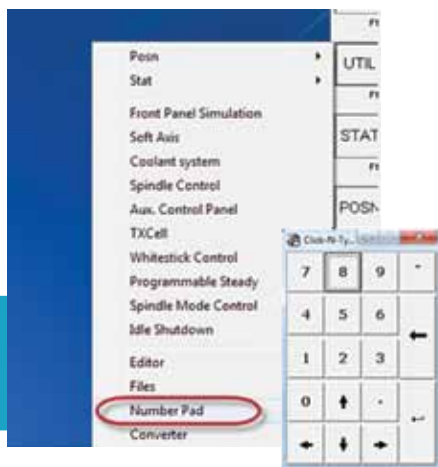 Posn
Stat
Front Panel Simulation
Soft Axis
Coolant system
Spindle Control
Aux. Control Panel
TXCell
Whitestick Control
Programmable Steady
Spindle Mode Control
Idle Shutdown
Editor
Files
Number Pad
Converter
UTIL
STAT
POSN
Click-N-Ty...
7 8 9 -
4 5 6
1 2 3
0 .